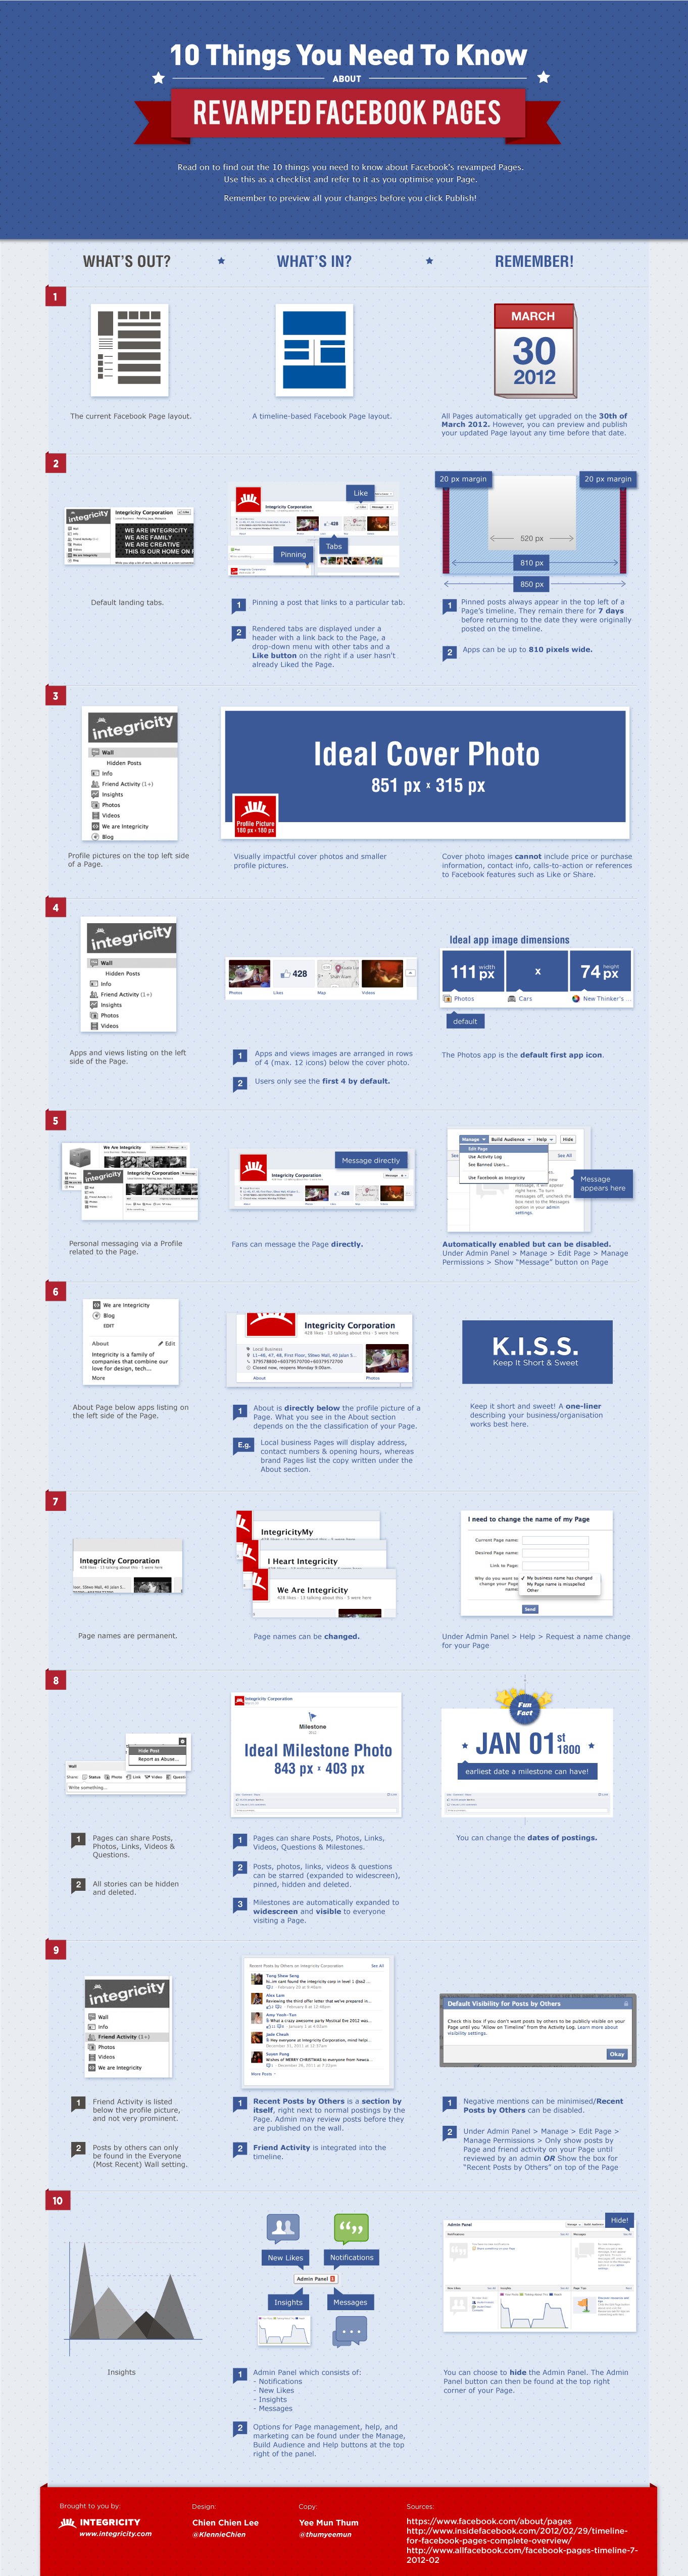 10 Things You Need To Know
ABOUT
REVAMPED FACEBOOK PAGES
Read on to find out the 10 things you need to know about Facebook's revamped Pages.
Use this as a checklist and refer to it as you optimise your Page.
Remember to preview all your changes before you click Publish!
WHAT'S OUT?
WHAT'S IN?
REMEMBER!
1
MARCH
30
2012
The current Facebook Page layout.
A timeline-based Facebook Page layout.
All Pages automatically get upgraded on the 30th of
March 2012. However, you can preview and publish
your updated Page layout any time before that date.
2
integricity
Integricity Corporation
WE ARE INTEGRICITY
WE ARE FAMILY
WE ARE CREATIVE
THIS IS OUR HOME ON F
Like
Integricity Corporation
428
Tabs
Pinning
20 px margin
20 px margin
520 px
810 px
850 px
Default landing tabs.
1 Pinning a post that links to a particular tab.
2 Rendered tabs are displayed under a
header with a link back to the Page, a
drop-down menu with other tabs and a
Like button on the right if a user hasn't
already Liked the Page.
1 Pinned posts always appear in the top left of a
Page's timeline. They remain there for 7 days
before returning to the date they were originally
posted on the timeline.
2 Apps can be up to 810 pixels wide.
3
integricity
Wall
Hidden Posts
Info
Friend Activity (1+)
Insights
Photos
Videos
We are Integricity
Blog
Ideal Cover Photo
851 px x 315 px
Profile Picture
180 px x 180 px
Profile pictures on the top left side
of a Page.
Visually impactful cover photos and smaller
profile pictures.
Cover photo images cannot include price or purchase
information, contact info, calls-to-action or references
to Facebook features such as Like or Share.
4
integricity
Wall
Hidden Posts
Info
Friend Activity (1+)
Insights
Photos
Videos
428
Photos
Likes
Map
Videos
Ideal app image dimensions
111 width px
x
74 height px
Photos
Cars
New Thinker's ...
default
Apps and views listing on the left
side of the Page.
1 Apps and views images are arranged in rows
of 4 (max. 12 icons) below the cover photo.
2 Users only see the first 4 by default.
The Photos app is the default first app icon.
5
We Are Integricity
integricity
Integricity Corporation
Message directly
Integricity Corporation
428
Manage
Build Audience
Help
Hide
Edit Page
Use Activity Log
See Banned Users...
Use Facebook as Integricity
See All
Message
appears here
Personal messaging via a Profile
related to the Page.
Fans can message the Page directly.
Automatically enabled but can be disabled.
Under Admin Panel > Manage > Edit Page > Manage
Permissions > Show "Message" button on Page
6
We are integricity
Blog
EDIT
About
Edit
Integricity is a family of
companies that combine our
love for design, tech...
More
Integricity Corporation
428 likes · 13 talking about this · 5 were here
Local Business
L1-46, 47, 48, First Floor, Stixes Wall, 40 Jalan S...
Closed now, reopens Monday 9:00am.
About
Photos
K.I.S.S.
Keep It Short & Sweet
About Page below apps listing on
the left side of the Page.
1 About is directly below the profile picture of a
Page. What you see in the About section
depends on the the classification of your Page.
E.g. Local business Pages will display address,
contact numbers & opening hours, whereas
brand Pages list the copy written under the
About section.
Keep it short and sweet! A one-liner
describing your business/organisation
works best here.
7
Integricity Corporation
428 likes · 13 talking about this · 5 were here
IntegricityMy
I Heart Integricity
We Are Integricity
428 likes · 13 talking about this · 5 were here
I need to change the name of my Page
Current Page name:
Desired Page name:
Link to Page:
Why do you want to
change your Page
name:
My business name has changed
My Page name is misspelled
Other
Send
Page names are permanent.
Page names can be changed.
Under Admin Panel > Help > Request a name change
for your Page
8
Hide Post
Report as Abuse...
Wall
Share:
Status
Photo
Link
Video
Questi
Write something...
Integricity Corporation
Milestone
Ideal Milestone Photo
843 px x 403 px
Fun
Fact
JAN 01st
1800
earliest date a milestone can have!
1 Pages can share Posts,
Photos, Links, Videos &
Questions.
2 All stories can be hidden
and deleted.
1 Pages can share Posts, Photos, Links,
Videos, Questions & Milestones.
2 Posts, photos, links, videos & questions
can be starred (expanded to widescreen),
pinned, hidden and deleted.
3 Milestones are automatically expanded to
widescreen and visible to everyone
visiting a Page.
You can change the dates of postings.
9
integricity
Wall
Info
Friend Activity (1+)
Photos
Videos
We are Integricity
Recent Posts by Others on Integricity Corporation
See All
Tong Show Seng
Alex Lam
Reviewing the third offer letter that we've prepared in...
Amy Yeoh-Tun
Jade Cheuh
Susan Fong
Wishes of MERRY CHRISTMAS to everyone from Newca...
More Posts
Default Visibility for Posts by Others
Check this box if you don't want posts by others to be publicly visible on your
Page until you "Allow on Timeline" from the Activity Log. Learn more about
visibility settings.
Okay
1 Friend Activity is listed
below the profile picture,
and not very prominent.
2 Posts by others can only
be found in the Everyone
(Most Recent) Wall setting.
1 Recent Posts by Others is a section by
itself, right next to normal postings by the
Page. Admin may review posts before they
are published on the wall.
2 Friend Activity is integrated into the
timeline.
1 Negative mentions can be minimised/Recent
Posts by Others can be disabled.
2 Under Admin Panel > Manage > Edit Page >
Manage Permissions > Only show posts by
Page and friend activity on your Page until
reviewed by an admin OR Show the box for
"Recent Posts by Others" on top of the Page
10
New Likes
Notifications
Admin Panel
Insights
Messages
Hide!
Admin Panel
Insights
1 Admin Panel which consists of:
- Notifications
- New Likes
- Insights
- Messages
2 Options for Page management, help, and
marketing can be found under the Manage,
Build Audience and Help buttons at the top
right of the panel.
You can choose to hide the Admin Panel. The Admin
Panel button can then be found at the top right
corner of your Page.
Brought to you by:
INTEGRICITY
www.integricity.com
Design:
Chien Chien Lee
@KlennieChien
Copy:
Yee Mun Thum
@thumyeemun
Sources:
https://www.facebook.com/about/pages
http://www.insidefacebook.com/2012/02/29/timeline-
for-facebook-pages-complete-overview/
http://www.allfacebook.com/facebook-pages-timeline-7-
2012-02